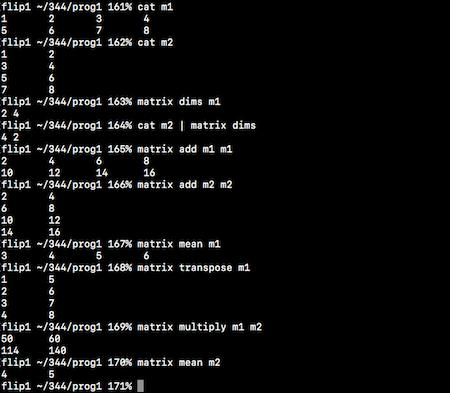 flip1 ~/344/prog1 161% cat m1
1 2 3 4
5 6 7 8
flip1 ~/344/prog1 162% cat m2
1 2
3 4
5 6
7 8
flip1 ~/344/prog1 163% matrix dims m1
2 4
flip1 ~/344/prog1 164% cat m2 | matrix dims
4 2
flip1 ~/344/prog1 165% matrix add m1 m1
2 4 6 8
10 12 14 16
flip1 ~/344/prog1 166% matrix add m2 m2
2 4
6 8
10 12
14 16
flip1 ~/344/prog1 167% matrix mean m1
3 4 5 6
flip1 ~/344/prog1 168% matrix transpose m1
1 5
2 6
3 7
4 8
flip1 ~/344/prog1 169% matrix multiply m1 m2
50 60
114 140
flip1 ~/344/prog1 170% matrix mean m2
4 5
flip1 ~/344/prog1 171%